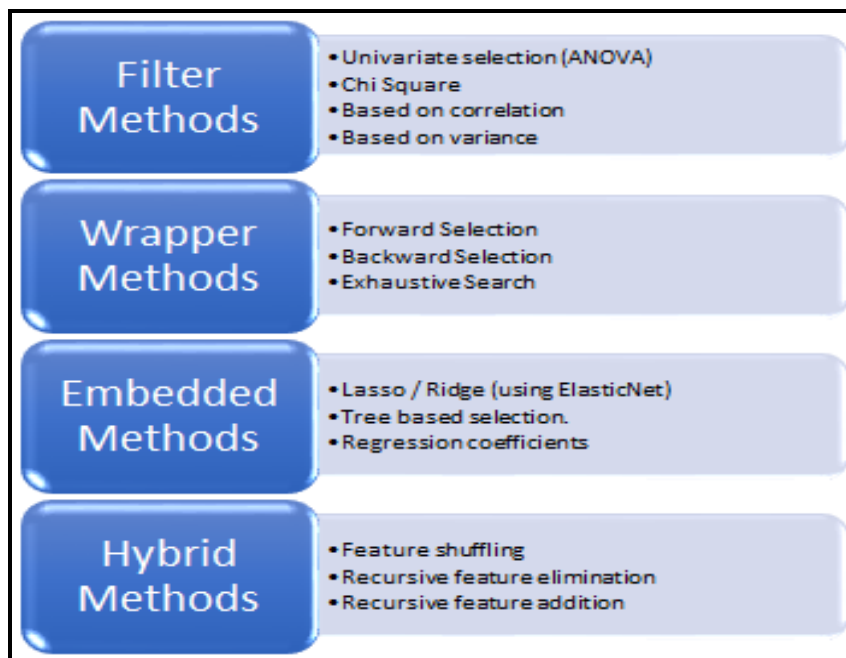 Filter
Methods
•Univariate selection (ANOVA)
•Chi Square
•Based on correlation
•Based on variance
Wrapper
Methods
•Forward Selection
•Backward Selection
•Exhaustive Search
Embedded
Methods
•Lasso / Ridge (using ElasticNet)
•Tree based selection.
•Regression coefficients
Hybrid
Methods
•Feature shuffling
•Recursive feature elimination
•Recursive feature addition